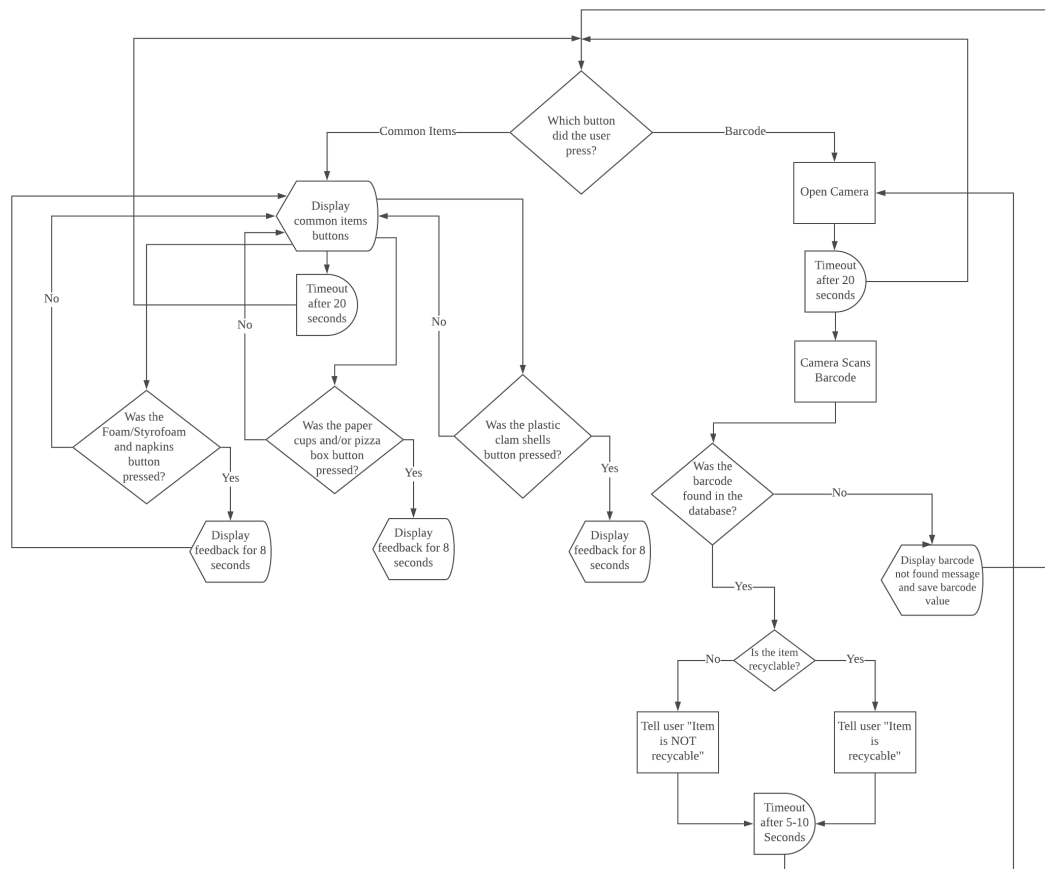 Which button
did the user
press?
Common Items
Barcode
Open Camera
Display
common items
buttons
Timeout
after 20
seconds
Timeout
after 20
seconds
No
No
No
Camera Scans
Barcode
Was the
Foam/Styrofoam
and napkins
button
pressed?
Was the paper
cups and/or pizza
box button
pressed?
Was the plastic
clam shells
button pressed?
Was the
barcode
found in the
database?
Yes
Yes
Yes
No
Display
feedback for 8
seconds
Display
feedback for 8
seconds
Display
feedback for 8
seconds
Display barcode
not found message
and save barcode
value
Yes
Is the item
recyclable?
No
Yes
Tell user "Item
is NOT
recycable"
Tell user "Item
is
recycable"
Timeout
after 5-10
Seconds